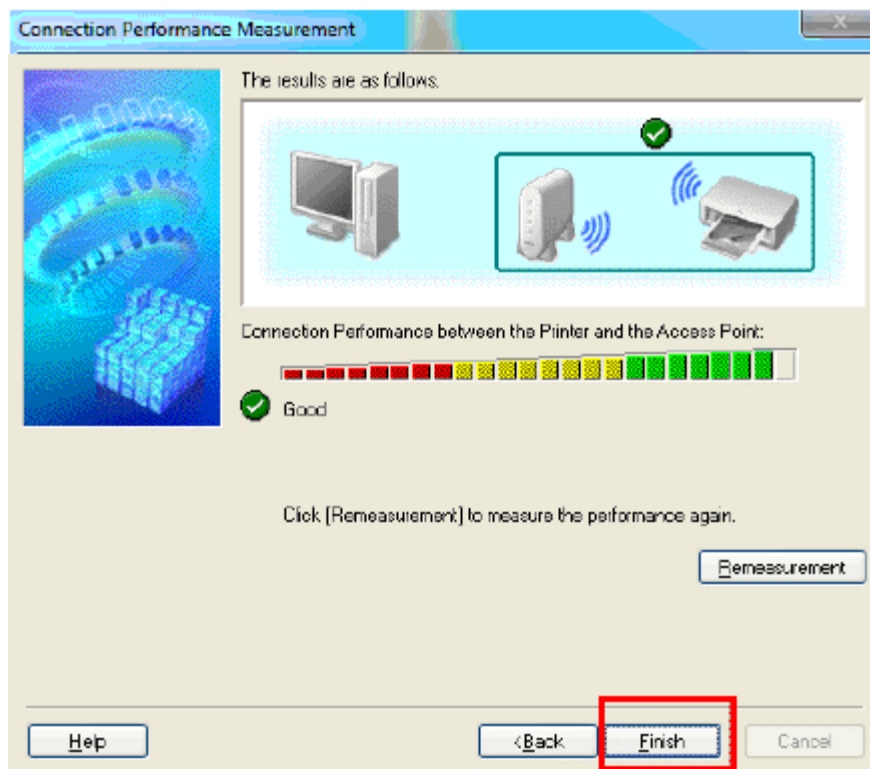 Connection Performance Measurement
The results are as follows.
Connection Performance between the Printer and the Access Point:
Good
Click [Remeasurement] to measure the performance again.
Remeasurement
Help
<Back
Finish
Cancel